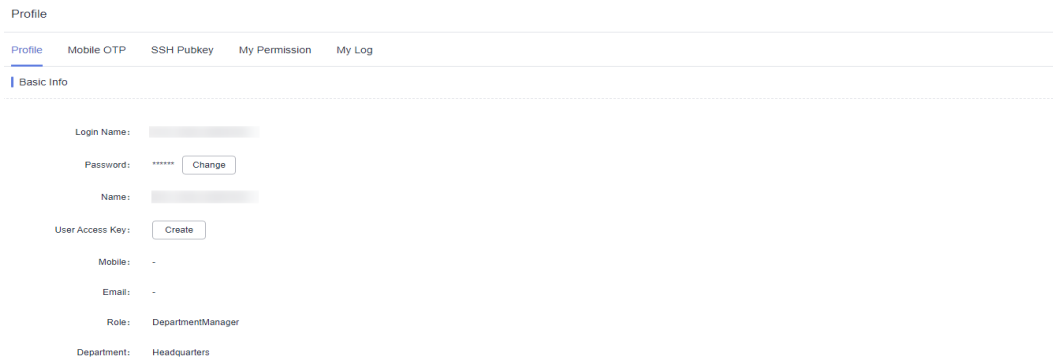 Profile
Profile Mobile OTP SSH Pubkey My Permission My Log
Basic Info
Login Name:
Password: ****** Change
Name:
User Access Key: Create
Mobile: -
Email: -
Role: DepartmentManager
Department: Headquarters